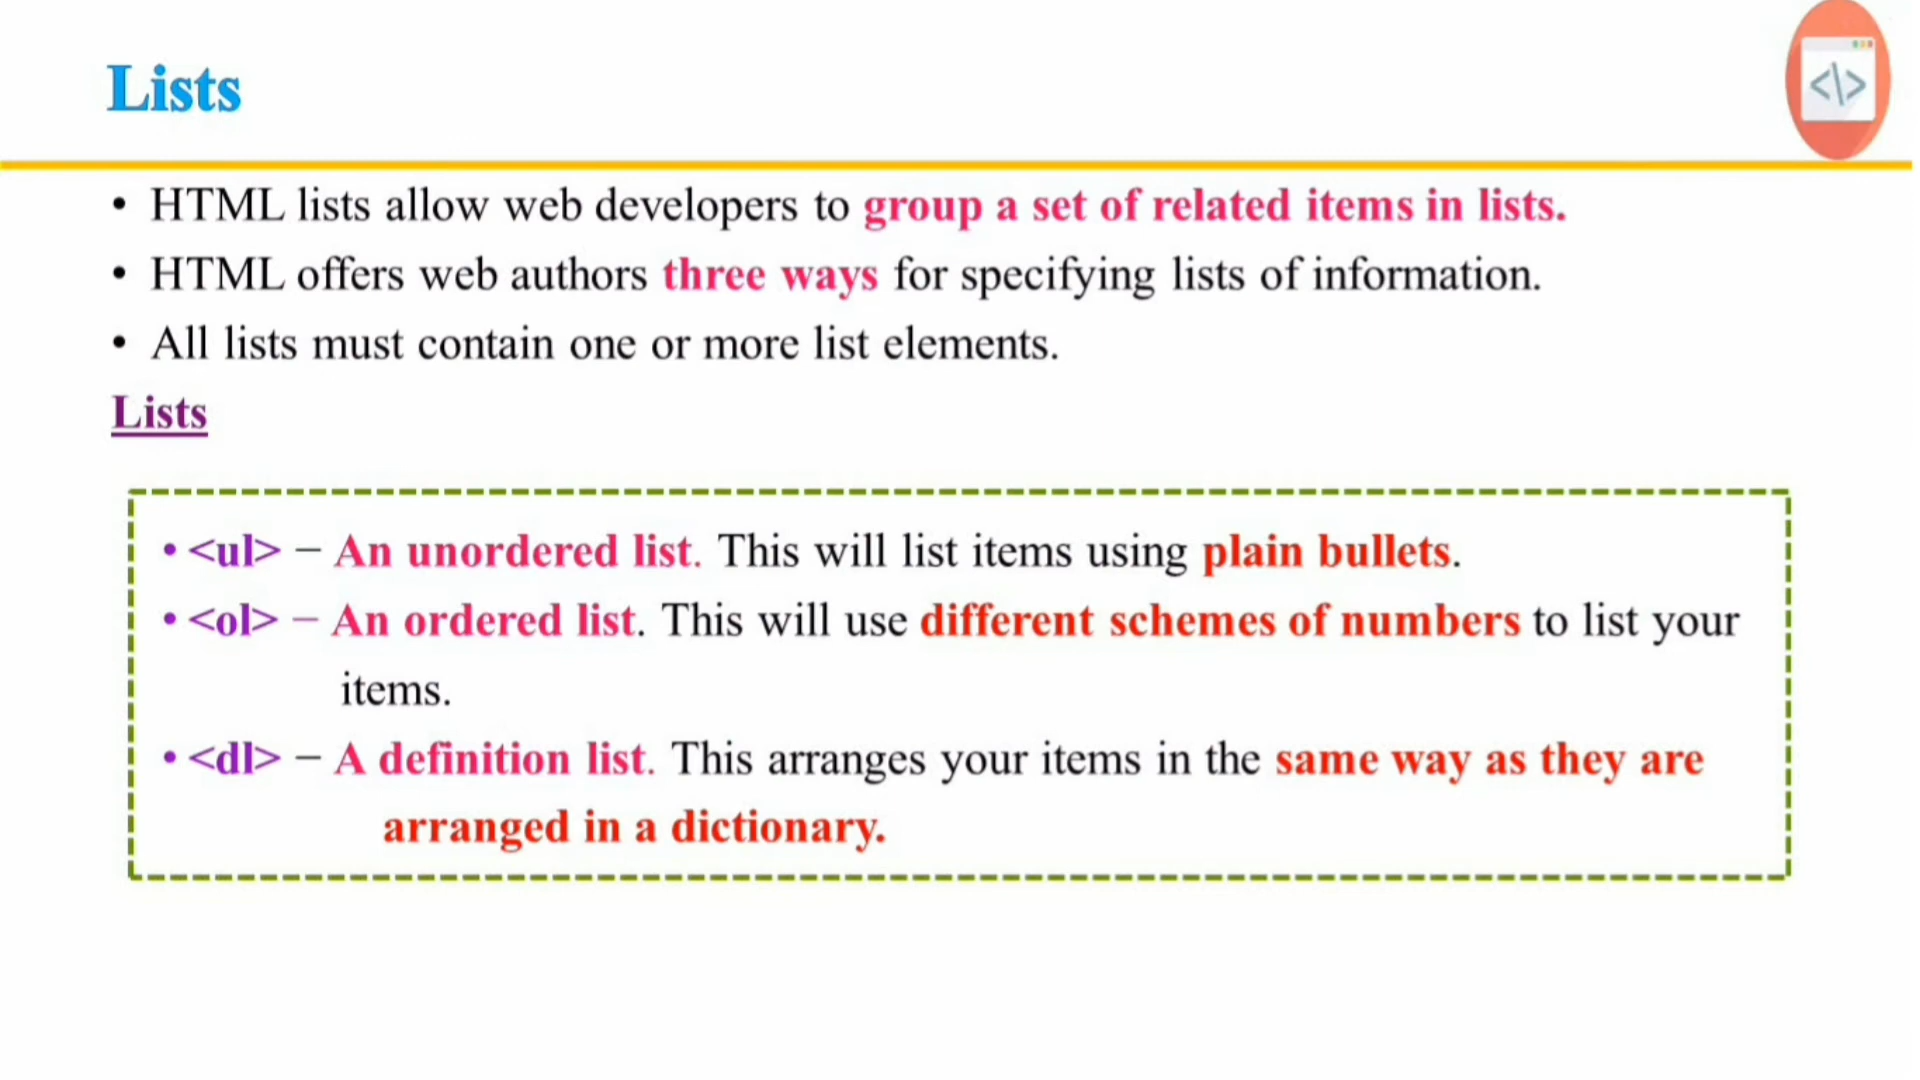 Lists
</>
• HTML lists allow web developers to group a set of related items in lists.
• HTML offers web authors three ways for specifying lists of information.
• All lists must contain one or more list elements.
Lists
• <ul> – An unordered list. This will list items using plain bullets.
• <ol> – An ordered list. This will use different schemes of numbers to list your
items.
• <dl> – A definition list. This arranges your items in the same way as they are
arranged in a dictionary.